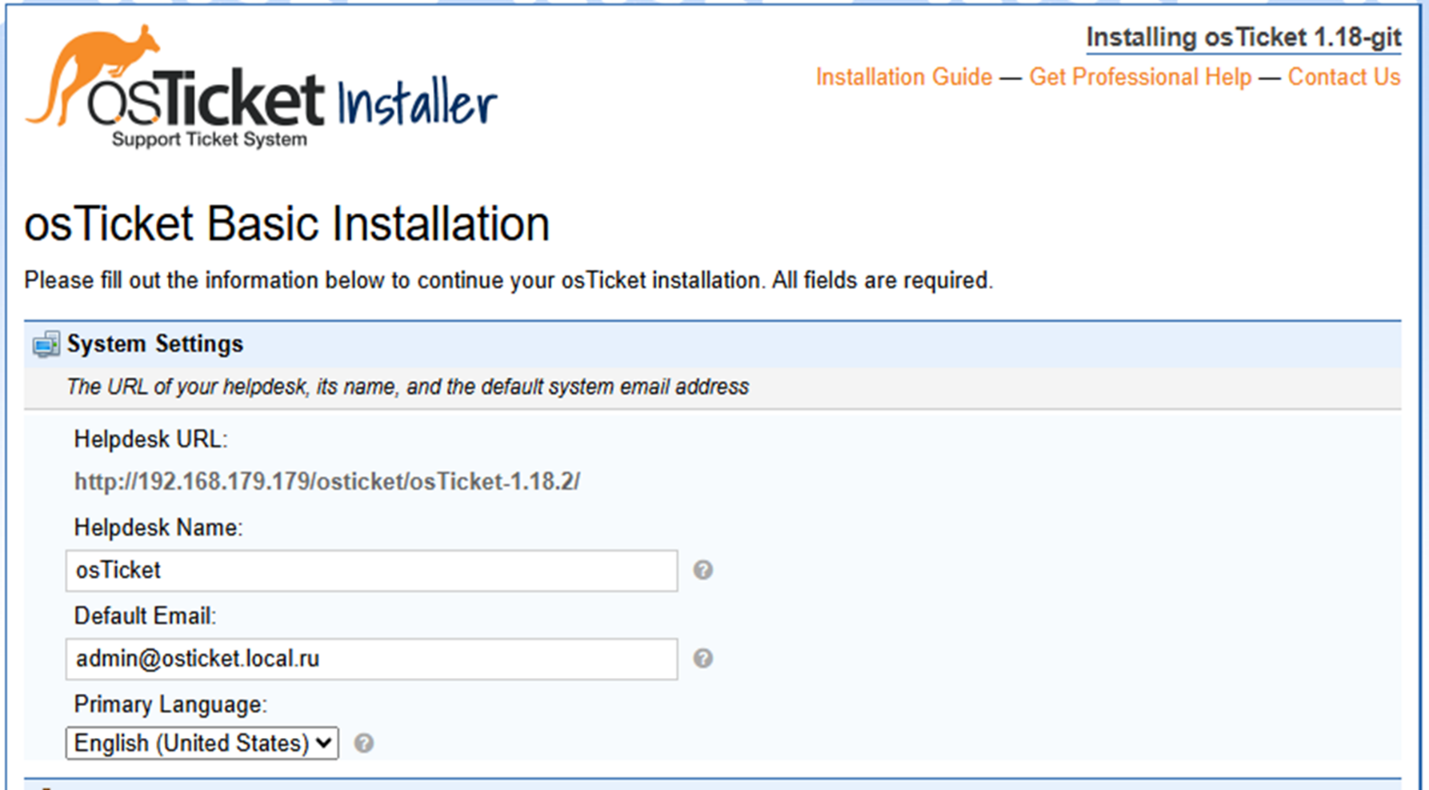 osTicket Installer
Support Ticket System
Installing osTicket 1.18-git
Installation Guide — Get Professional Help — Contact Us
osTicket Basic Installation
Please fill out the information below to continue your osTicket installation. All fields are required.
System Settings
The URL of your helpdesk, its name, and the default system email address
Helpdesk URL:
http://192.168.179.179/osticket/osTicket-1.18.2/
Helpdesk Name:
osTicket
Default Email:
admin@osticket.local.ru
Primary Language:
English (United States)